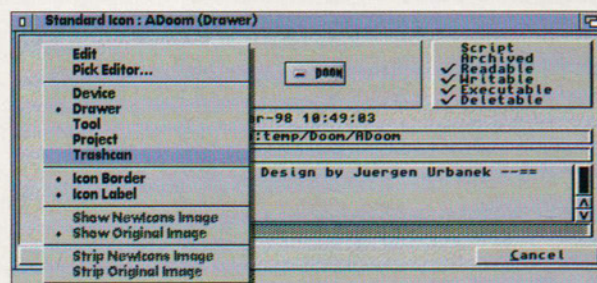 Standard Icon : ADoom (Drawer)
Edit
Pick Editor...
Device
Drawer
Tool
Project
Trashcan
Icon Border
Icon Label
Show NewIcons Image
Show Original Image
Strip NewIcons Image
Strip Original Image
DOOM
Script
Archived
Readable
Writable
Executable
Deletable
-98 10:49:03
:temp/Doom/ADoom
Design by Juergen Urbanek --==
Cancel